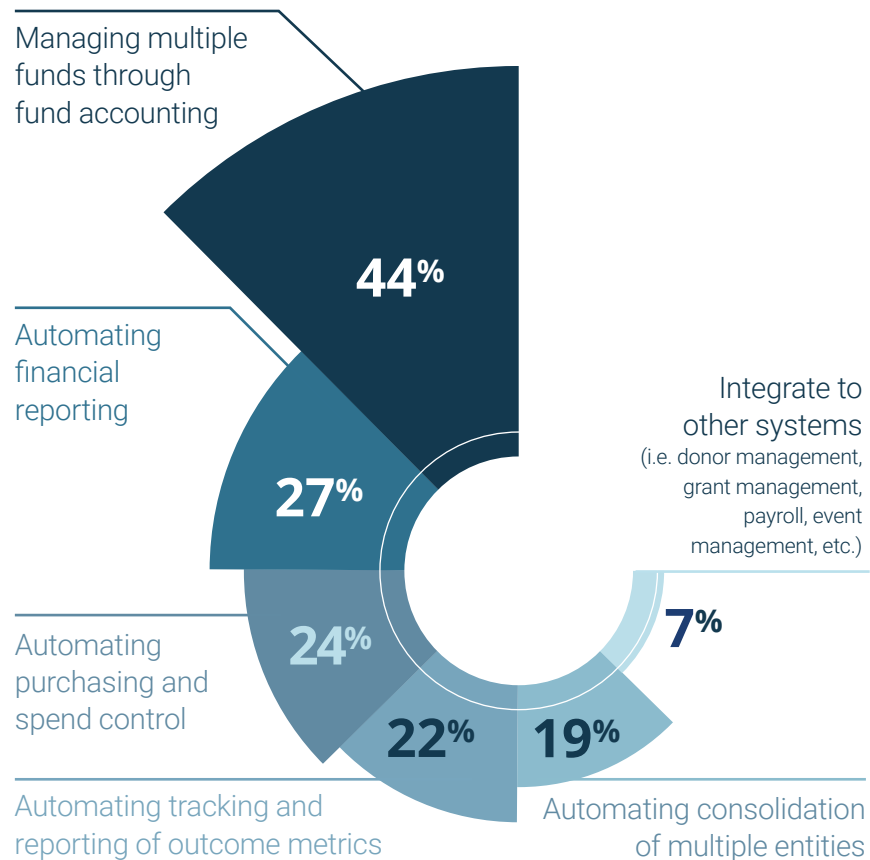 Managing multiple
funds through
fund accounting
44%
Automating
financial
reporting
27%
Integrate to
other systems
(i.e. donor management,
grant management,
payroll, event
management, etc.)
7%
Automating
purchasing and
spend control
24%
22%
19%
Automating tracking and
reporting of outcome metrics
Automating consolidation
of multiple entities